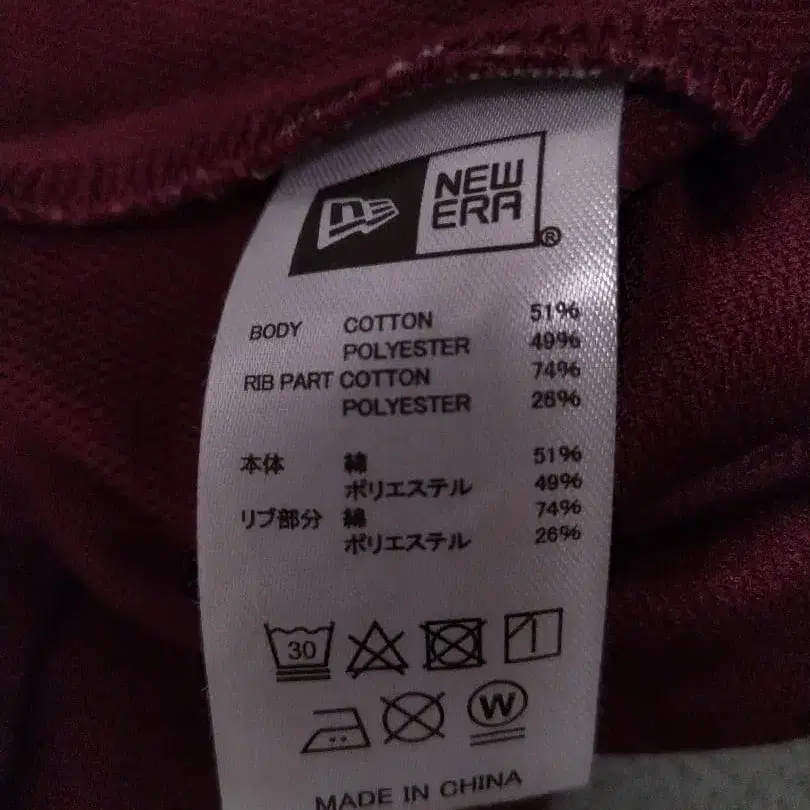 NEW
ERA
®
BODY COTTON 51%
POLYESTER 49%
RIB PART COTTON 74%
POLYESTER 26%
本体 綿 51%
ポリエステル 49%
リブ部分 綿 74%
ポリエステル 26%
30
W
MADE IN CHINA